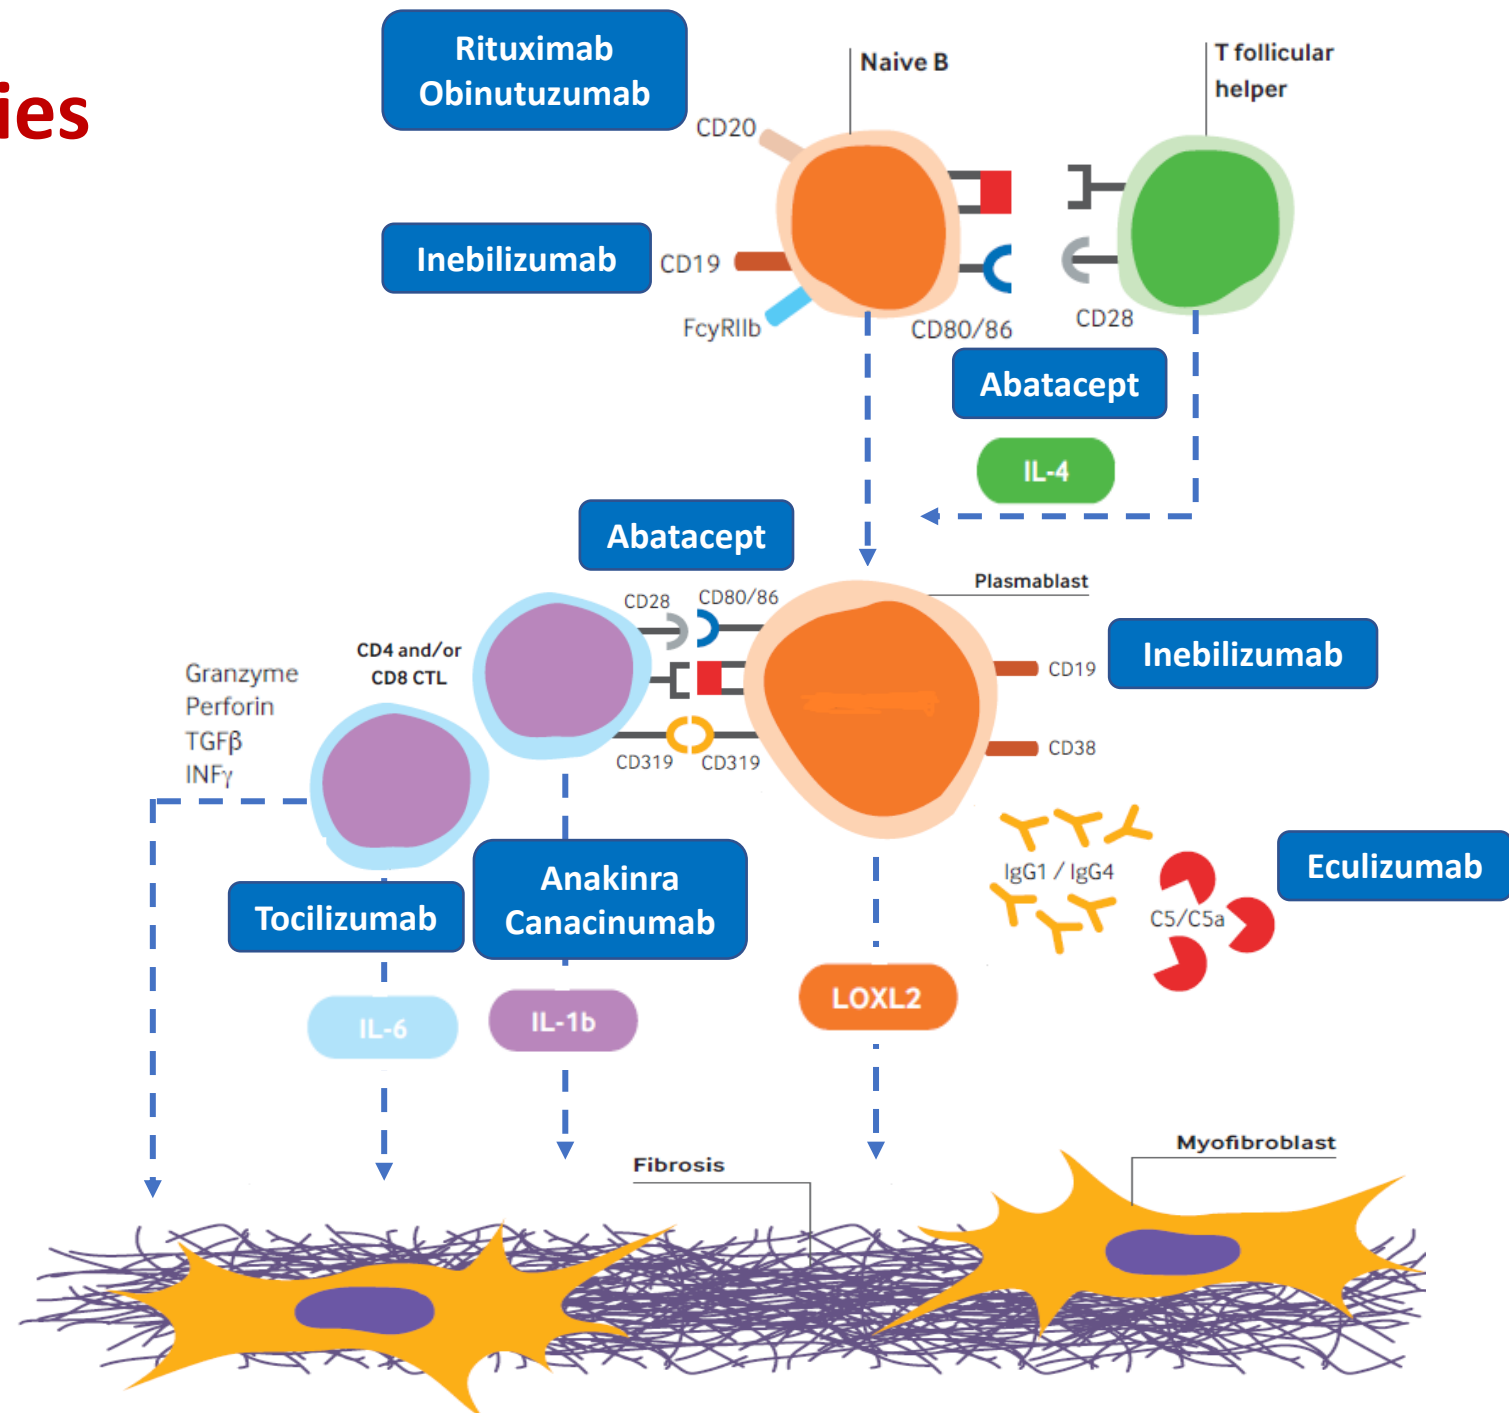 ies
Rituximab
Obinutuzumab
Naive B
T follicular
helper
CD20
Inebilizumab
CD19
FcyRIIb
CD80/86
CD28
Abatacept
IL-4
Abatacept
Plasmablast
CD28
CD80/86
CD4 and/or
CD8 CTL
Inebilizumab
CD19
Granzyme
Perforin
TGFβ
INFγ
CD319
CD319
CD38
IgG1 / IgG4
C5/C5a
Eculizumab
Tocilizumab
Anakinra
Canacinumab
IL-6
IL-1b
LOXL2
Fibrosis
Myofibroblast